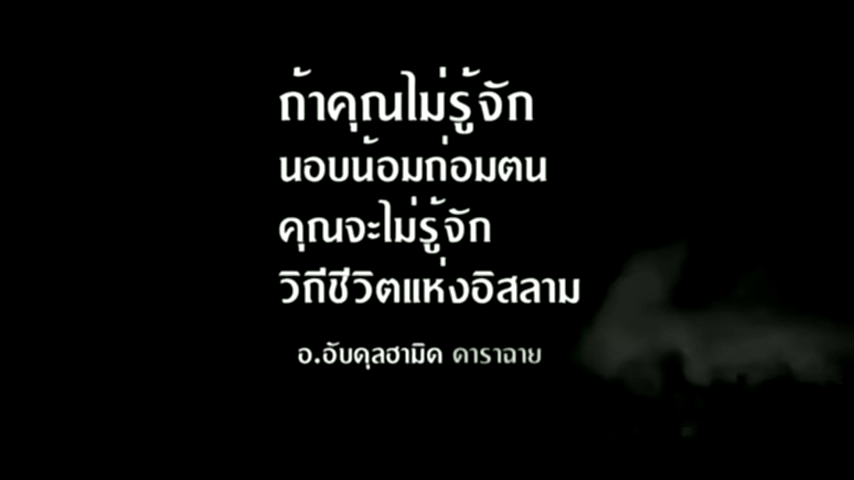 ถ้าคุณไม่รู้จัก
นอบน้อมถ่อมตน
คุณจะไม่รู้จัก
วิถีชีวิตแห่งอิสลาม
อ.อับดุลฮามิด ดาราฉาย